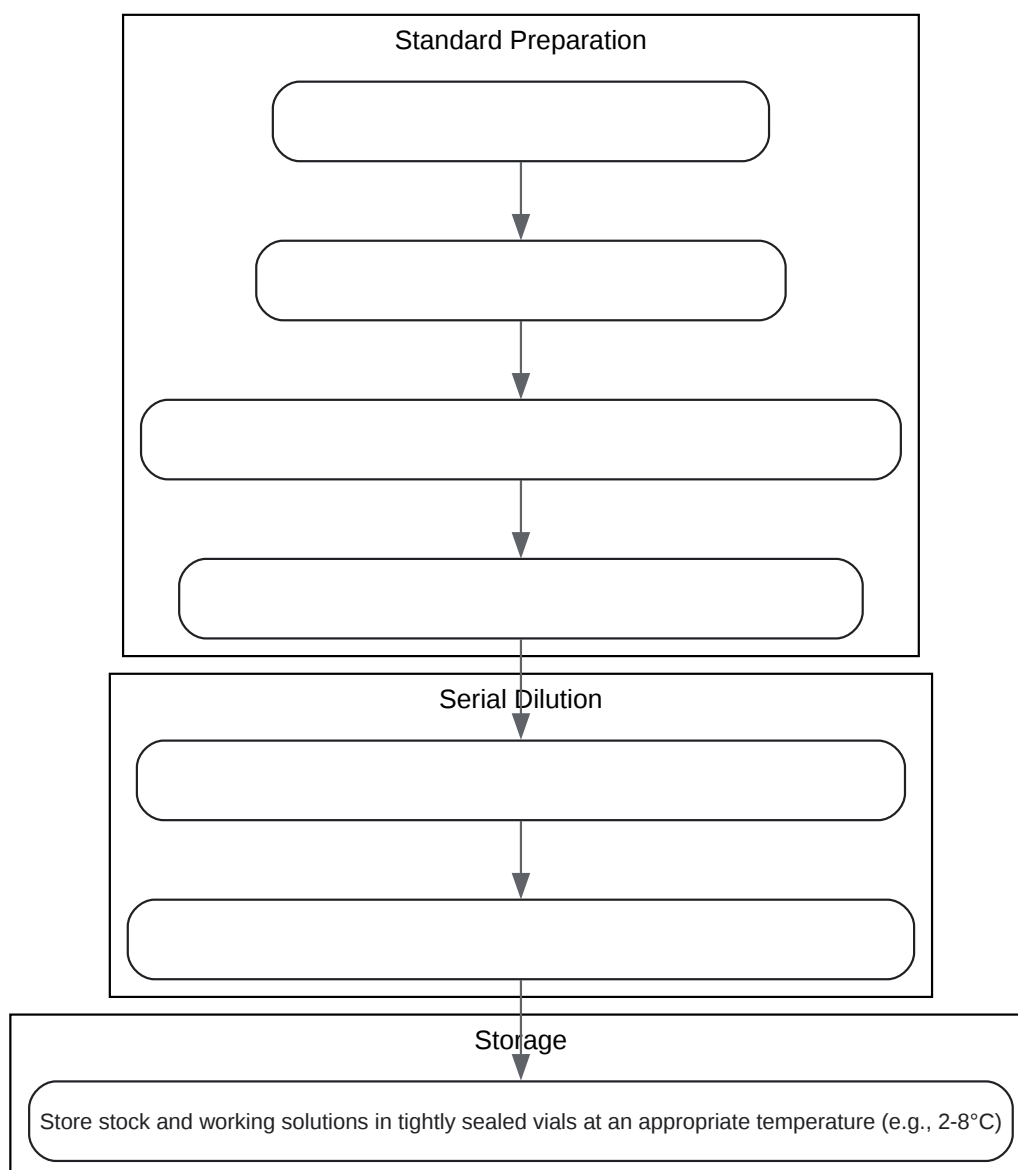 Standard Preparation
Serial Dilution
Storage
Store stock and working solutions in tightly sealed vials at an appropriate temperature (e.g., 2-8°C)